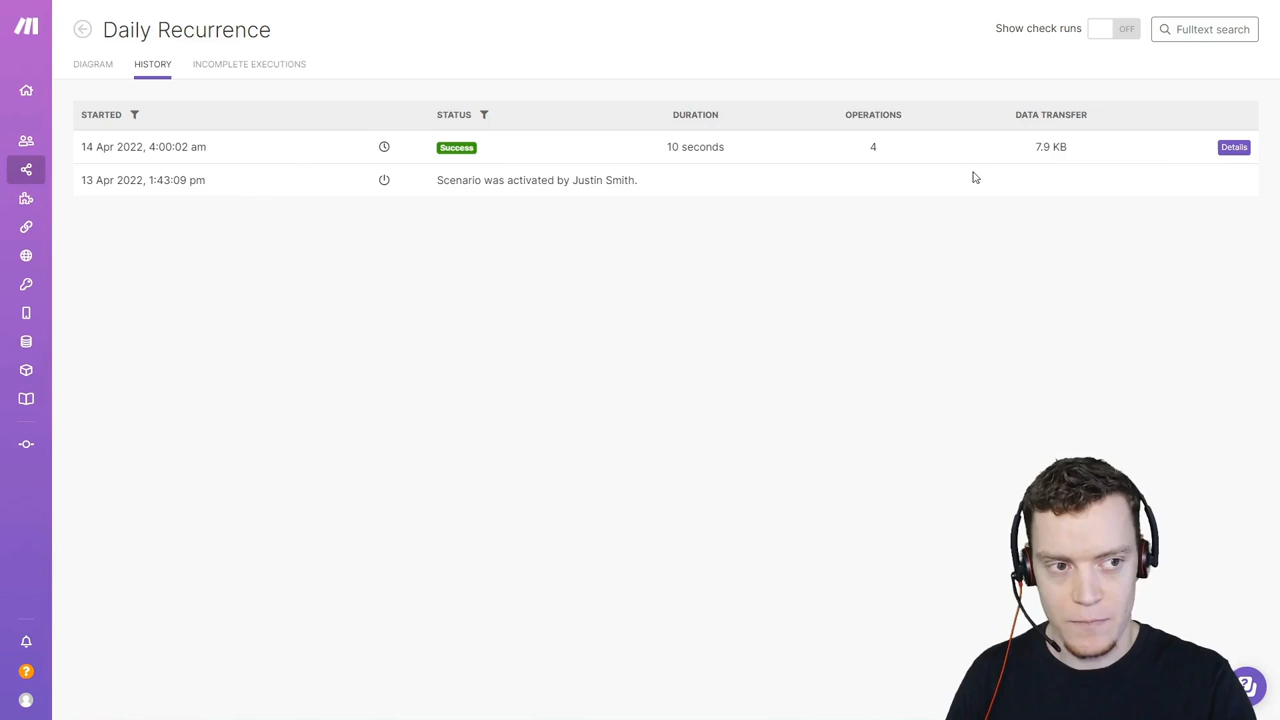 Daily Recurrence
Show check runs OFF Fulltext search
DIAGRAM HISTORY INCOMPLETE EXECUTIONS
STARTED STATUS DURATION OPERATIONS DATA TRANSFER
14 Apr 2022, 4:00:02 am Success 10 seconds 4 7.9 KB Details
13 Apr 2022, 1:43:09 pm Scenario was activated by Justin Smith.
?